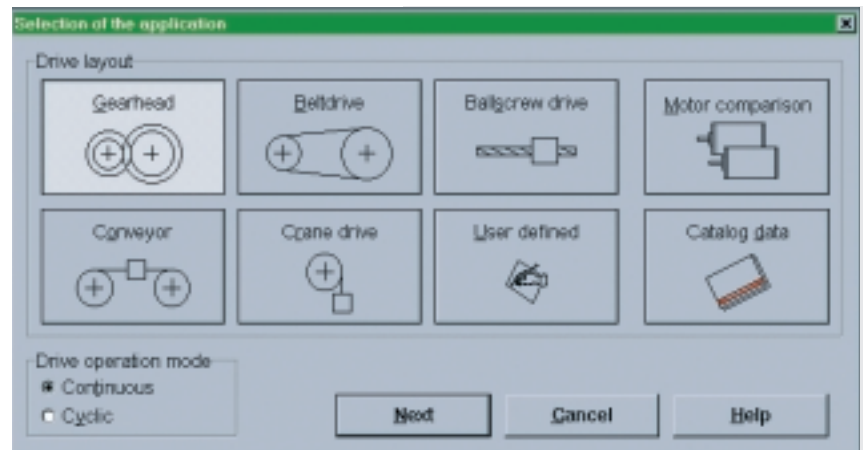 Selection of the application
Drive layout
Gearhead
Beltdrive
Ballscrew drive
Motor comparison
Conveyor
Crane drive
User defined
Catalog data
Drive operation mode
Continuous
Cyclic
Next
Cancel
Help